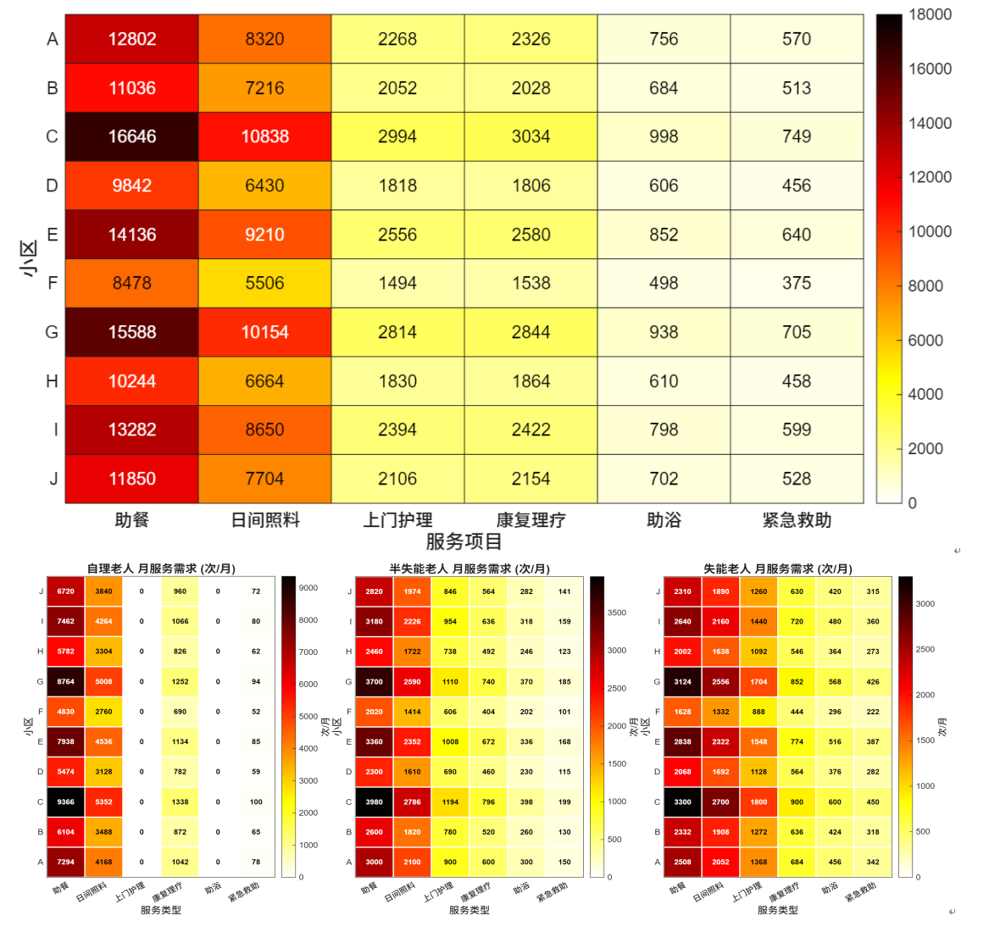 A 12802 8320 2268 2326 756 570
B 11036 7216 2052 2028 684 513
C 16646 10838 2994 3034 998 749
D 9842 6430 1818 1806 606 456
E 14136 9210 2556 2580 852 640
F 8478 5506 1494 1538 498 375
G 15588 10154 2814 2844 938 705
H 10244 6664 1830 1864 610 458
I 13282 8650 2394 2422 798 599
J 11850 7704 2106 2154 702 528
小区
助餐 日间照料 上门护理 康复理疗 助浴 紧急救助
服务项目
18000
16000
14000
12000
10000
8000
6000
4000
2000
0
自理老人 月服务需求 (次/月)
J 6720 3840 0 960 0 72
I 7462 4264 0 1066 0 80
H 5782 3304 0 826 0 62
G 8764 5008 0 1252 0 94
F 4830 2760 0 690 0 52
E 7938 4536 0 1134 0 85
D 5474 3128 0 782 0 59
C 9366 5352 0 1338 0 100
B 6104 3488 0 872 0 65
A 7294 4168 0 1042 0 78
小区
助餐 日间照料 上门护理 康复理疗 助浴 紧急救助
服务类型
9000
8000
7000
6000
5000
4000
3000
2000
1000
0
次/月
半失能老人 月服务需求 (次/月)
J 2820 1974 846 564 282 141
I 3180 2226 954 636 318 159
H 2460 1722 738 492 246 123
G 3700 2590 1110 740 370 185
F 2020 1414 606 404 202 101
E 3360 2352 1008 672 336 168
D 2300 1610 690 460 230 115
C 3980 2786 1194 796 398 199
B 2600 1820 780 520 260 130
A 3000 2100 900 600 300 150
小区
助餐 日间照料 上门护理 康复理疗 助浴 紧急救助
服务类型
3500
3000
2500
2000
1500
1000
500
0
次/月
失能老人 月服务需求 (次/月)
J 2310 1890 1260 630 420 315
I 2640 2160 1440 720 480 360
H 2002 1638 1092 546 364 273
G 3124 2556 1704 852 568 426
F 1628 1332 888 444 296 222
E 2838 2322 1548 774 516 387
D 2068 1692 1128 564 376 282
C 3300 2700 1800 900 600 450
B 2332 1908 1272 636 424 318
A 2508 2052 1368 684 456 342
小区
助餐 日间照料 上门护理 康复理疗 助浴 紧急救助
服务类型
3000
2500
2000
1500
1000
500
0
次/月